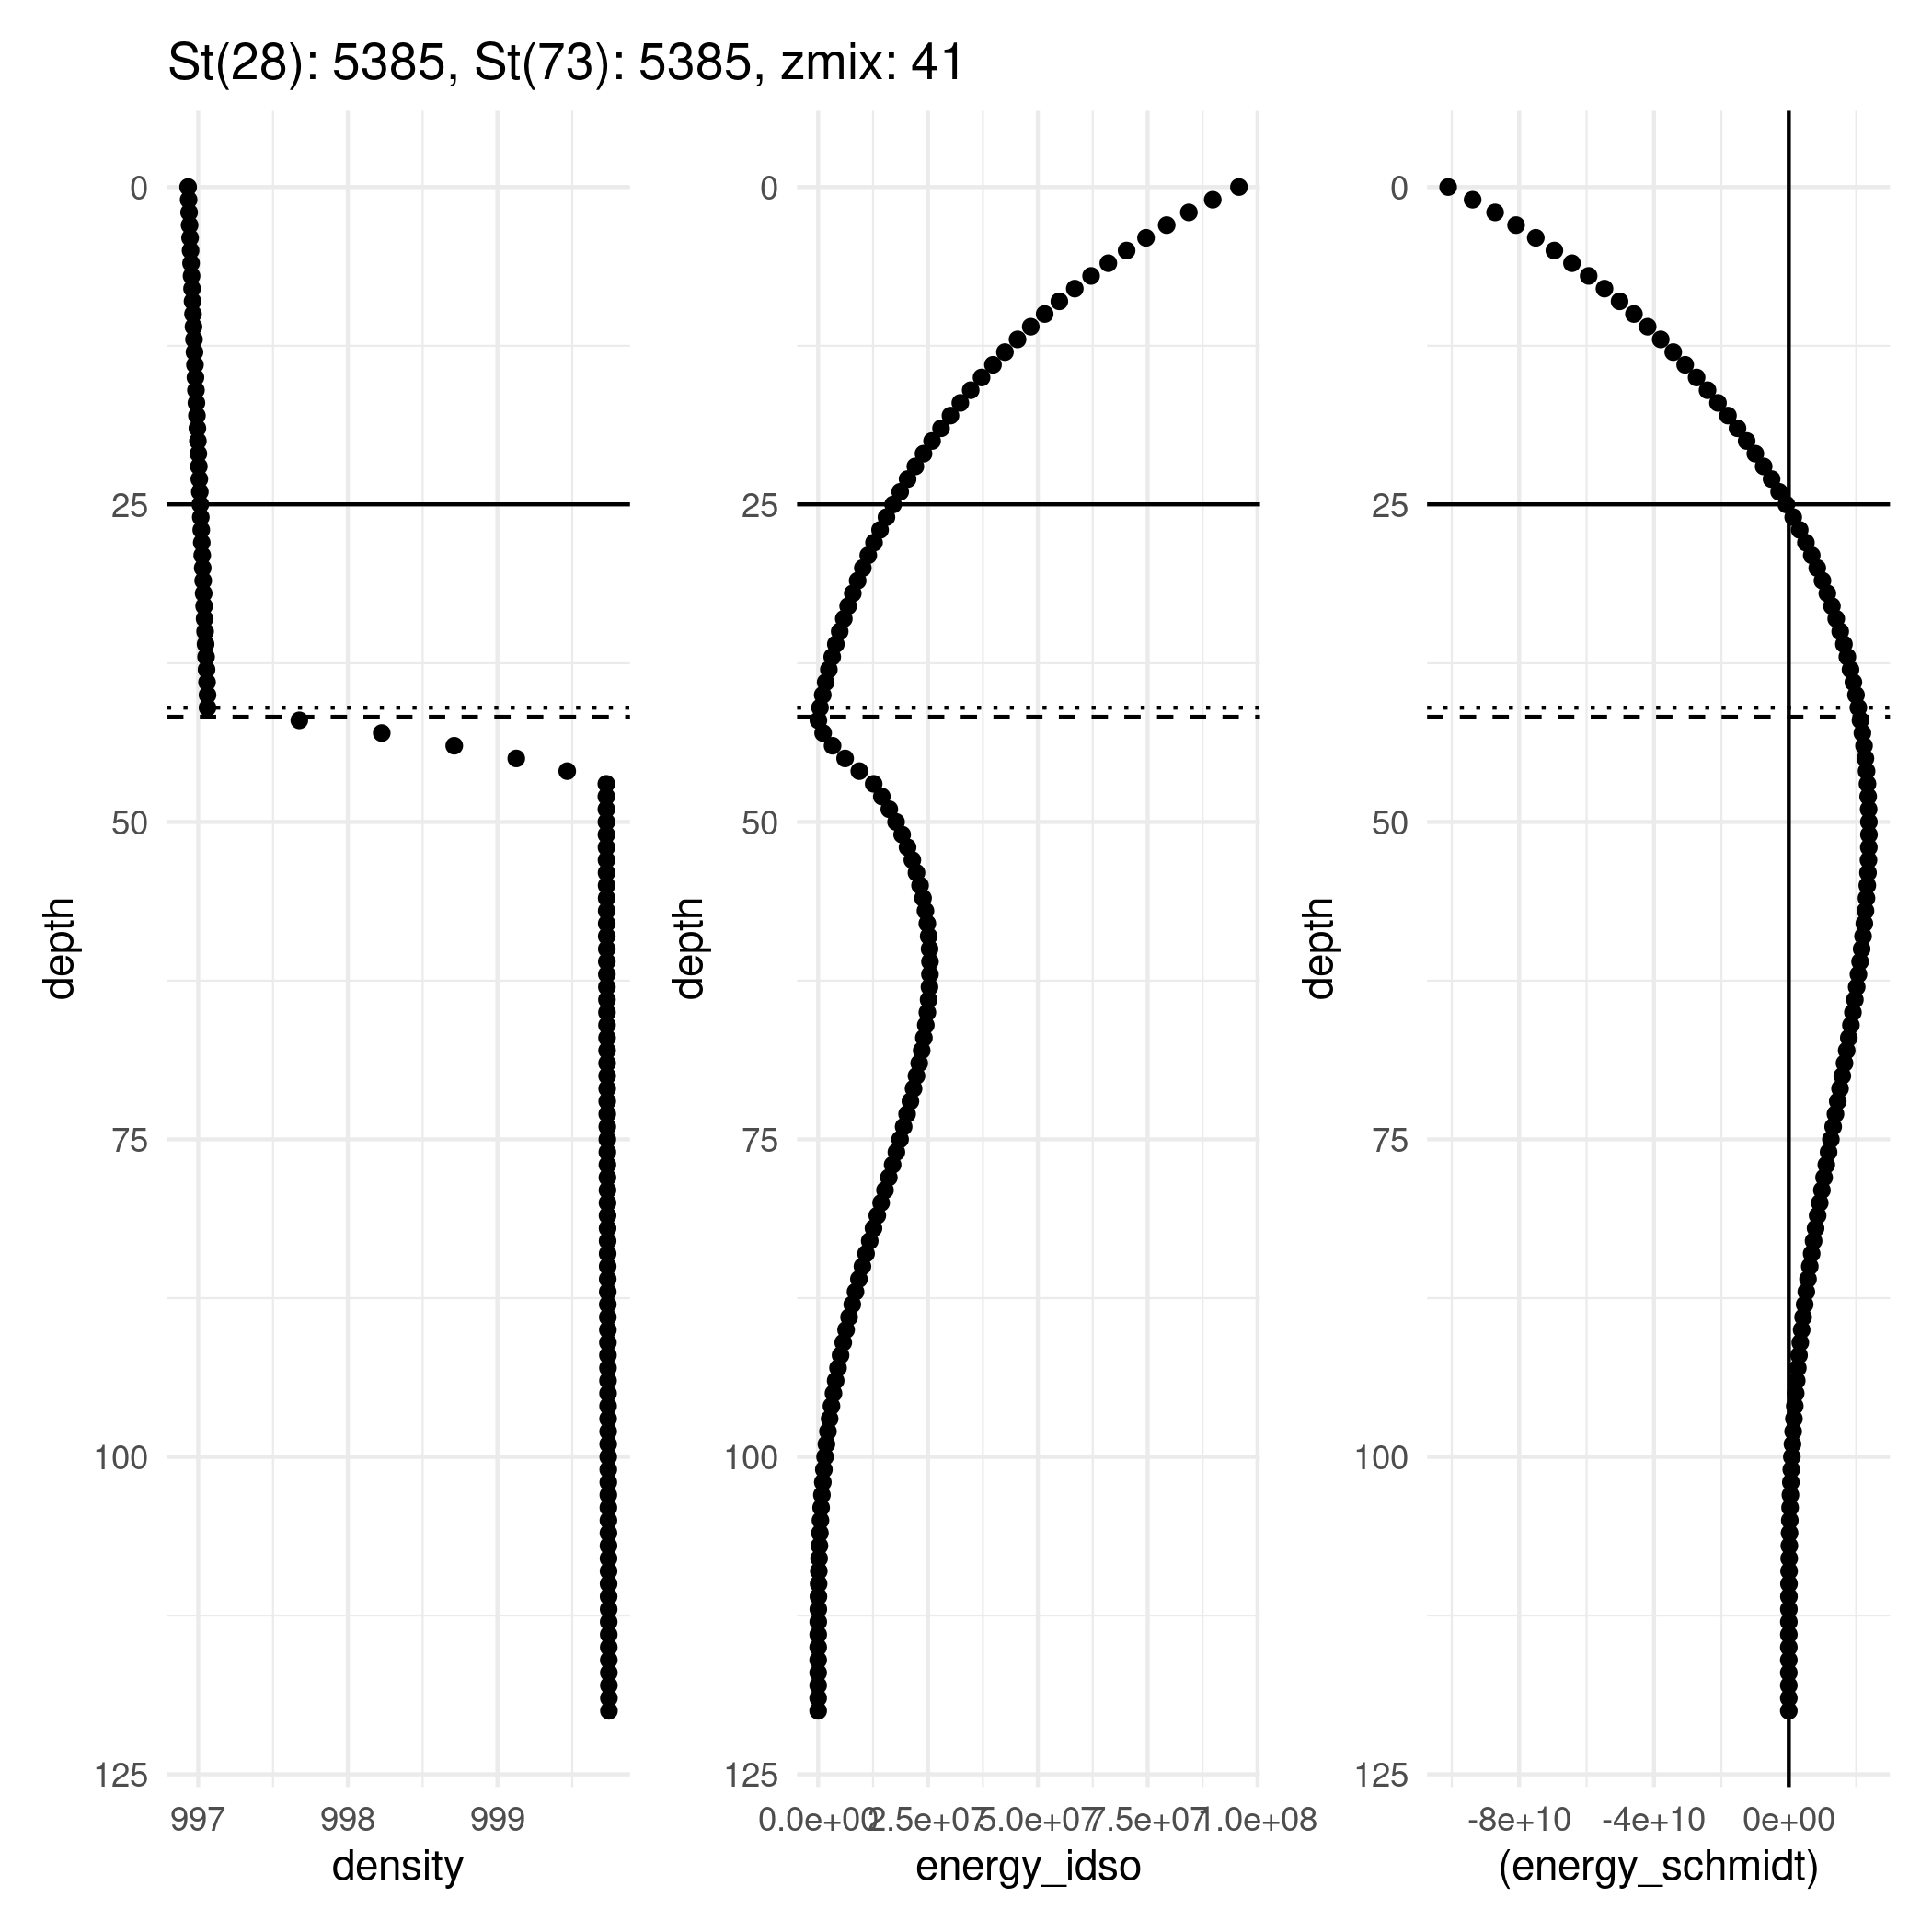 St(28): 5385, St(73): 5385, zmix: 41
depth
0
25
50
75
100
125
997 998 999
density
depth
0
25
50
75
100
125
0.0e+00 2.5e+07 5.0e+07 7.5e+07 1.0e+08
energy_idso
depth
0
25
50
75
100
125
-8e+10 -4e+10 0e+00
(energy_schmidt)